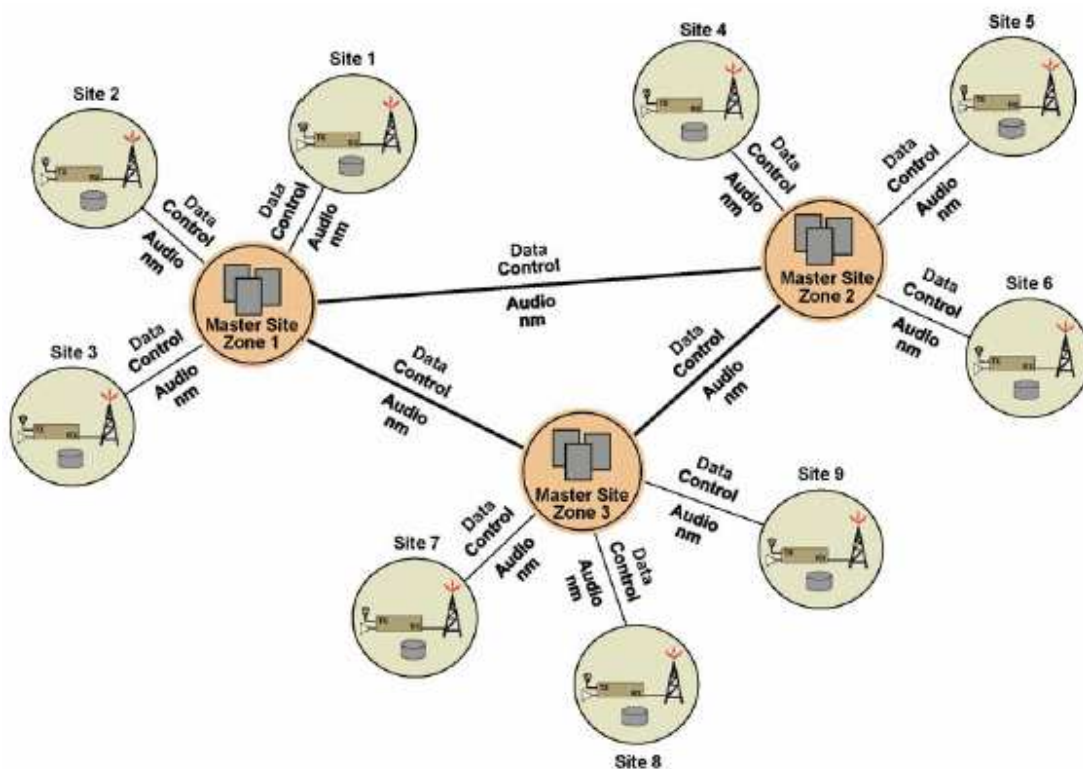 Site 1
Site 2
Data
Control
Audio
nm
Data
Control
Audio
nm
Site 3
Data
Control
Audio
nm
Master Site
Zone 1
Site 4
Site 5
Data
Control
Audio
nm
Data
Control
Audio
nm
Site 6
Data
Control
Audio
nm
Master Site
Zone 2
Data
Control
Audio
nm
Data
Control
Audio
nm
Data
Control
Audio
nm
Master Site
Zone 3
Site 7
Data
Control
Audio
nm
Data
Control
Audio
nm
Site 8
Site 9
Data
Control
Audio
nm